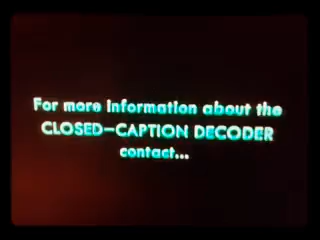 For more information about the
CLOSED–CAPTION DECODER
contact...